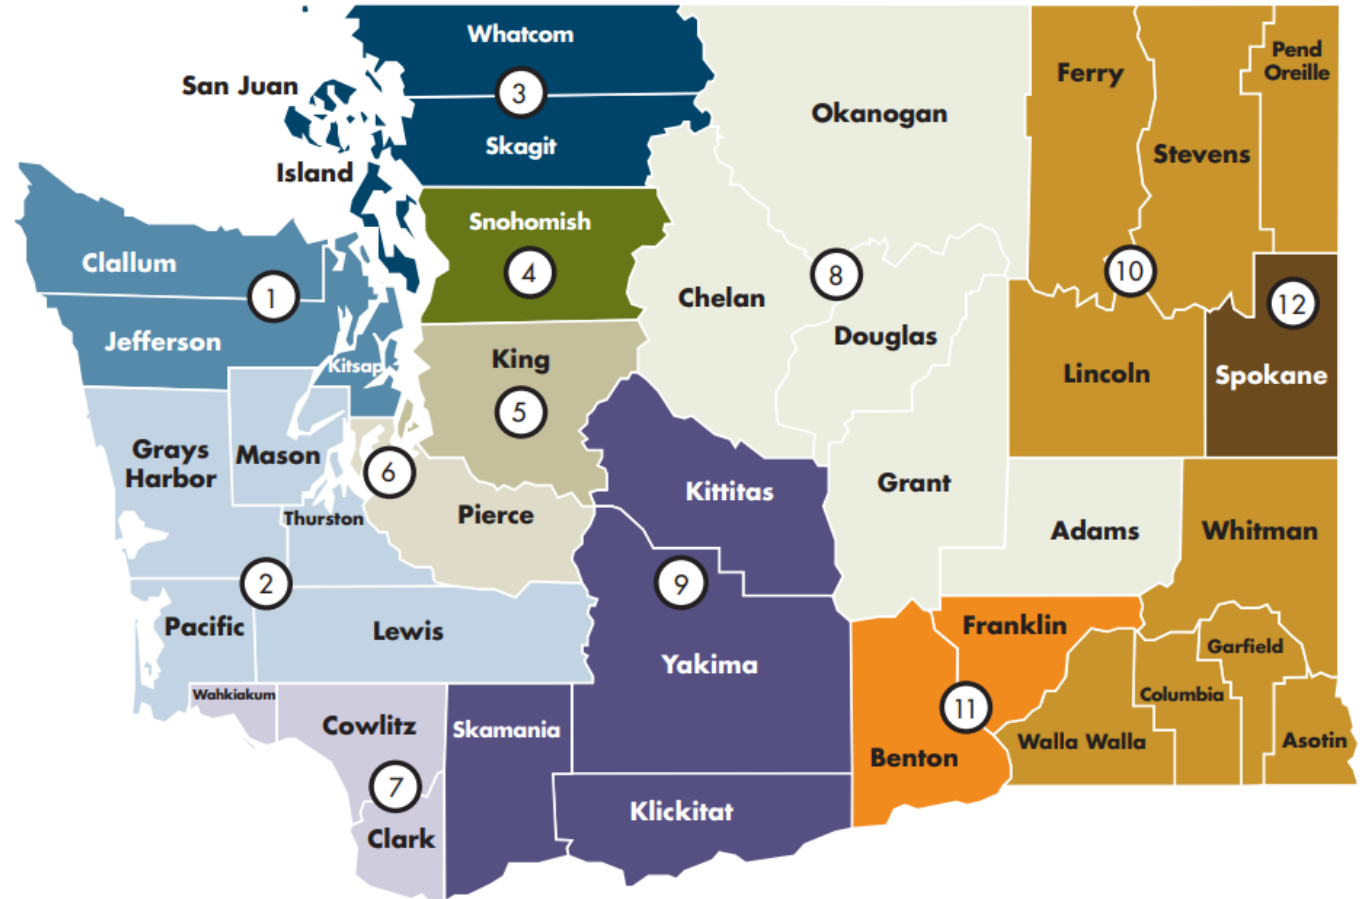 Whatcom
San Juan
3
Skagit
Island
Okanogan
Ferry
Pend
Oreille
Stevens
Snohomish
4
Clallum
1
Jefferson
Kitsap
Chelan
8
Douglas
10
12
Lincoln
Spokane
King
5
Grays
Harbor
Mason
6
Thurston
Pierce
Kittitas
Grant
Adams
Whitman
2
9
Pacific
Lewis
Yakima
Franklin
Garfield
Wahkiakum
Cowlitz
Skamania
7
Clark
Klickitat
11
Benton
Columbia
Walla Walla
Asotin